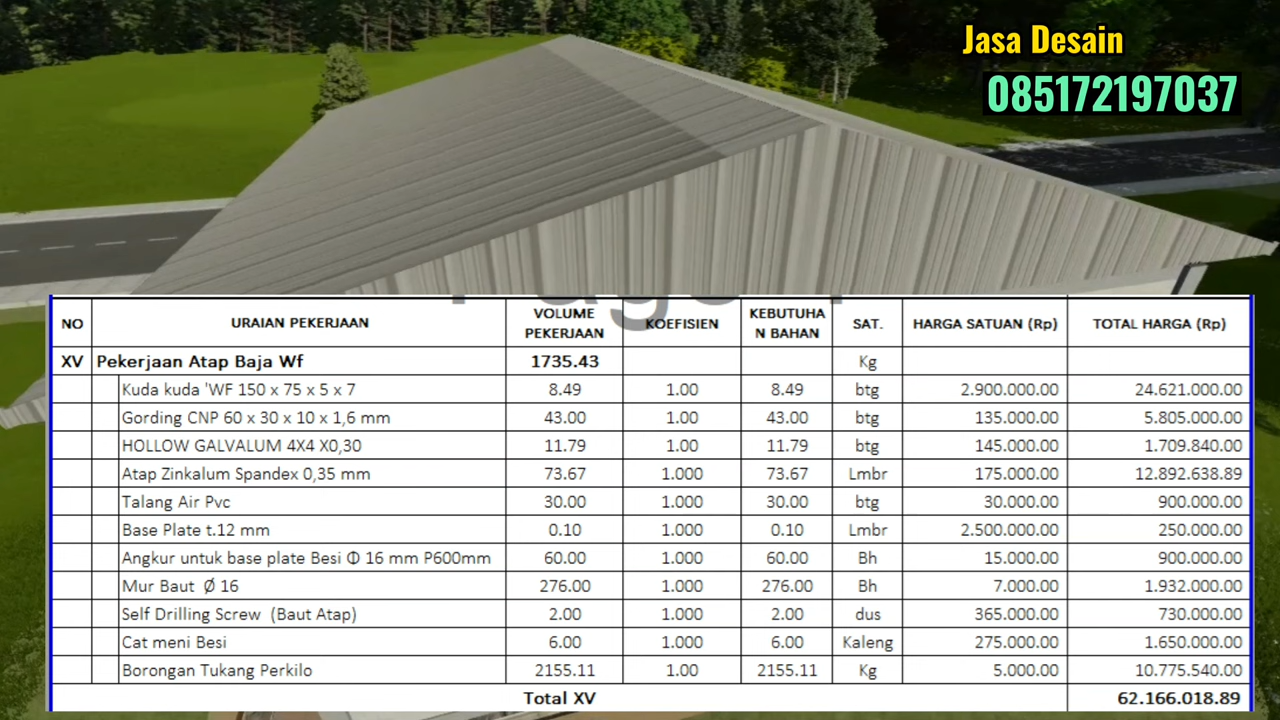 Jasa Desain
085172197037
NO URAIAN PEKERJAAN VOLUME PEKERJAAN KOEFISIEN KEBUTUHA N BAHAN SAT. HARGA SATUAN (Rp) TOTAL HARGA (Rp)
XV Pekerjaan Atap Baja Wf 1735.43 Kg
Kuda kuda 'WF 150 x 75 x 5 x 7 8.49 1.00 8.49 btg 2.900.000.00 24.621.000.00
Gording CNP 60 x 30 x 10 x 1,6 mm 43.00 1.00 43.00 btg 135.000.00 5.805.000.00
HOLLOW GALVALUM 4X4 X0,30 11.79 1.00 11.79 btg 145.000.00 1.709.840.00
Atap Zinkalum Spandex 0,35 mm 73.67 1.000 73.67 Lmbr 175.000.00 12.892.638.89
Talang Air Pvc 30.00 1.000 30.00 btg 30.000.00 900.000.00
Base Plate t.12 mm 0.10 1.000 0.10 Lmbr 2.500.000.00 250.000.00
Angkur untuk base plate Besi Φ 16 mm P600mm 60.00 1.000 60.00 Bh 15.000.00 900.000.00
Mur Baut Ø 16 276.00 1.000 276.00 Bh 7.000.00 1.932.000.00
Self Drilling Screw (Baut Atap) 2.00 1.000 2.00 dus 365.000.00 730.000.00
Cat meni Besi 6.00 1.000 6.00 Kaleng 275.000.00 1.650.000.00
Borongan Tukang Perkilo 2155.11 1.00 2155.11 Kg 5.000.00 10.775.540.00
Total XV 62.166.018.89